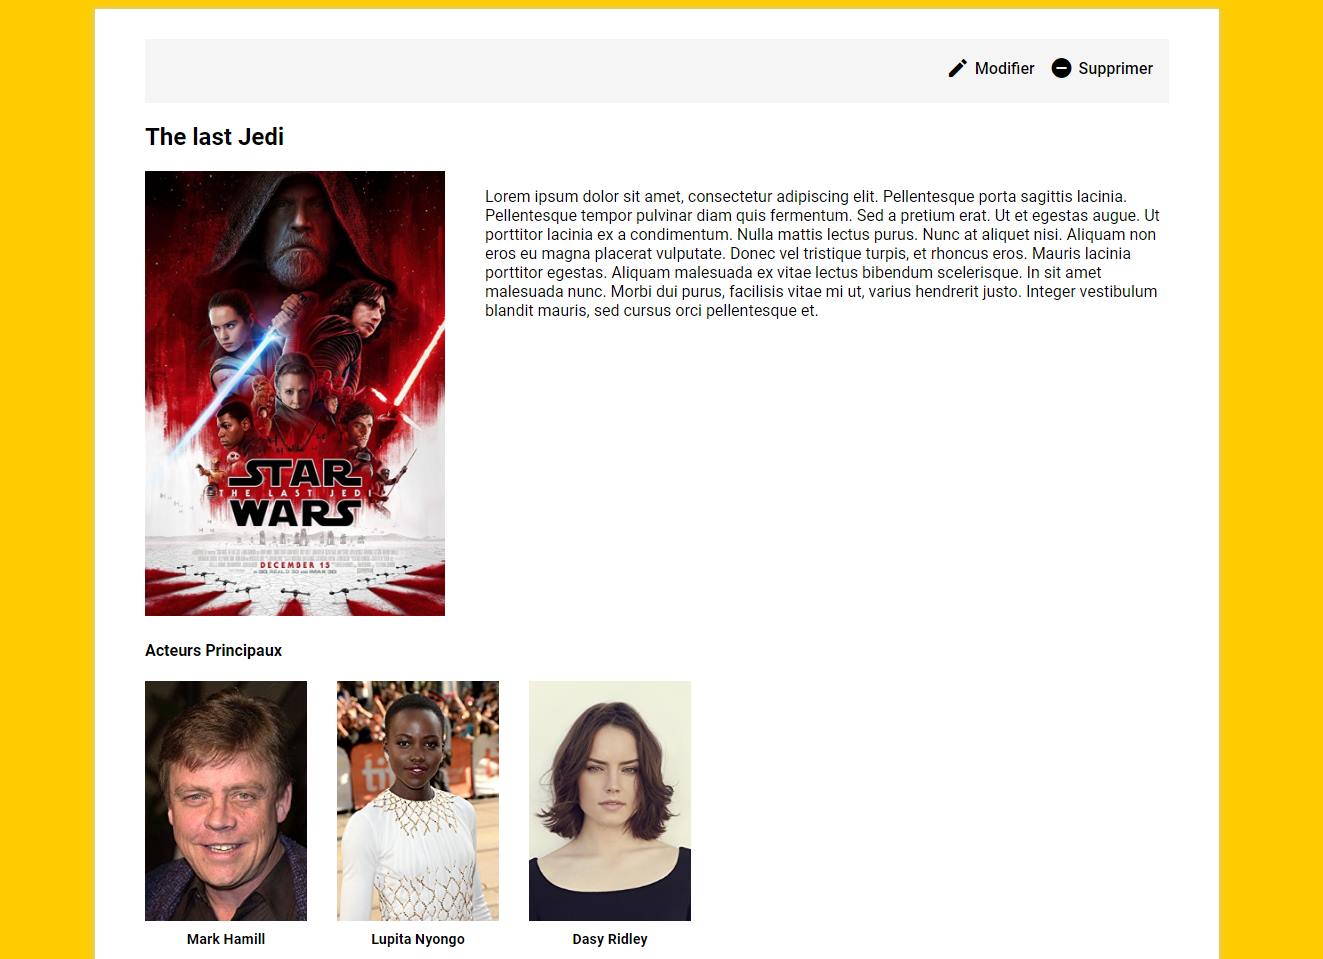 Modifier Supprimer
The last Jedi
Lorem ipsum dolor sit amet, consectetur adipiscing elit. Pellentesque porta sagittis lacinia.
Pellentesque tempor pulvinar diam quis fermentum. Sed a pretium erat. Ut et egestas augue. Ut
porttitor lacinia ex a condimentum. Nulla mattis lectus purus. Nunc at aliquet nisi. Aliquam non
eros eu magna placerat vulputate. Donec vel tristique turpis, et rhoncus eros. Mauris lacinia
porttitor egestas. Aliquam malesuada ex vitae lectus bibendum scelerisque. In sit amet
malesuada nunc. Morbi dui purus, facilisis vitae mi ut, varius hendrerit justo. Integer vestibulum
blandit mauris, sed cursus orci pellentesque et.
STAR
THE LAST JEDI
WARS
DECEMBER 15
Acteurs Principaux
tiff
Mark Hamill
Lupita Nyongo
Dasy Ridley